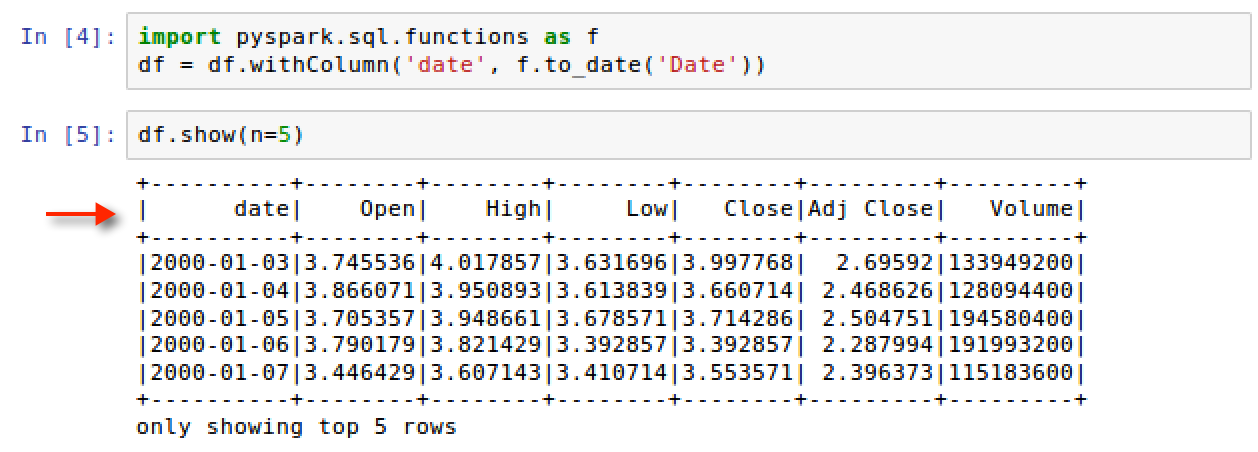 In [4]: import pyspark.sql.functions as f
df = df.withColumn('date', f.to_date('Date'))
In [5]: df.show(n=5)
+----------+--------+--------+--------+--------+---------+---------+
|      date|    Open|    High|     Low|   Close|Adj Close|   Volume|
+----------+--------+--------+--------+--------+---------+---------+
|2000-01-03|3.745536|4.017857|3.631696|3.997768|  2.69592|133949200|
|2000-01-04|3.866071|3.950893|3.613839|3.660714| 2.468626|128094400|
|2000-01-05|3.705357|3.948661|3.678571|3.714286| 2.504751|194580400|
|2000-01-06|3.790179|3.821429|3.392857|3.392857| 2.287994|191993200|
|2000-01-07|3.446429|3.607143|3.410714|3.553571| 2.396373|115183600|
+----------+--------+--------+--------+--------+---------+---------+
only showing top 5 rows